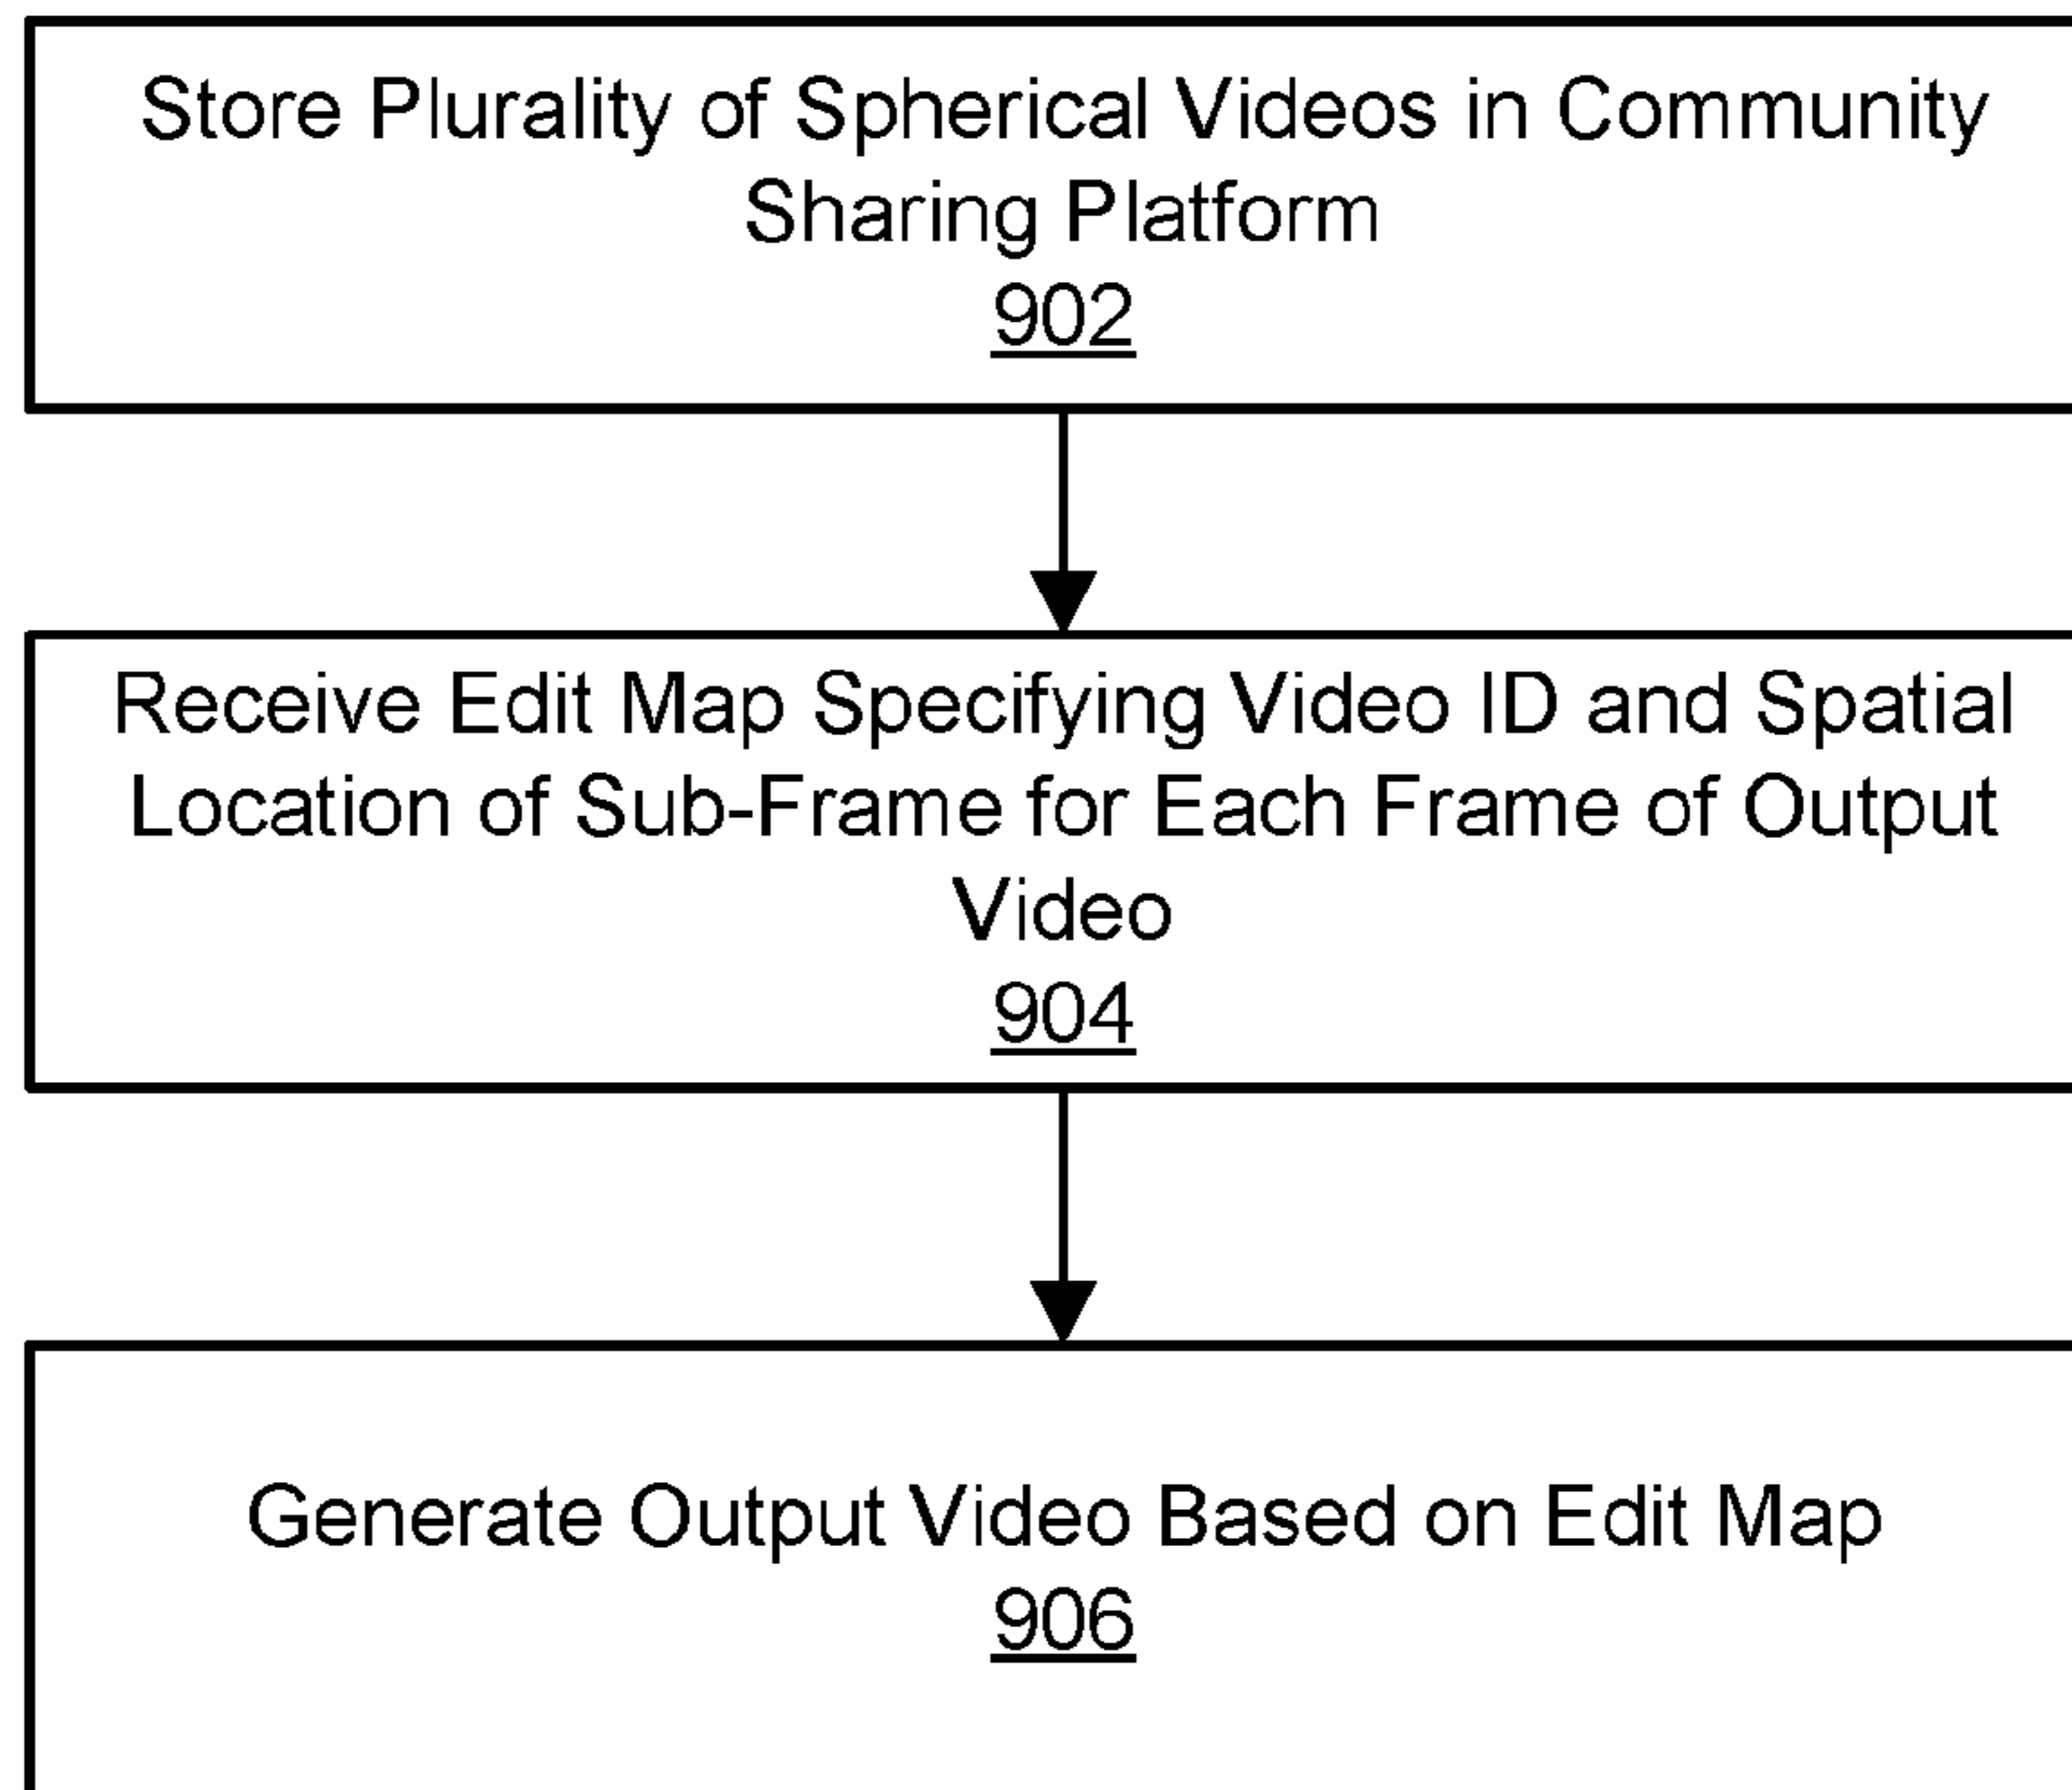 Store Plurality of Spherical Videos in Community
Sharing Platform
902
Receive Edit Map Specifying Video ID and Spatial
Location of Sub-Frame for Each Frame of Output
Video
904
Generate Output Video Based on Edit Map
906